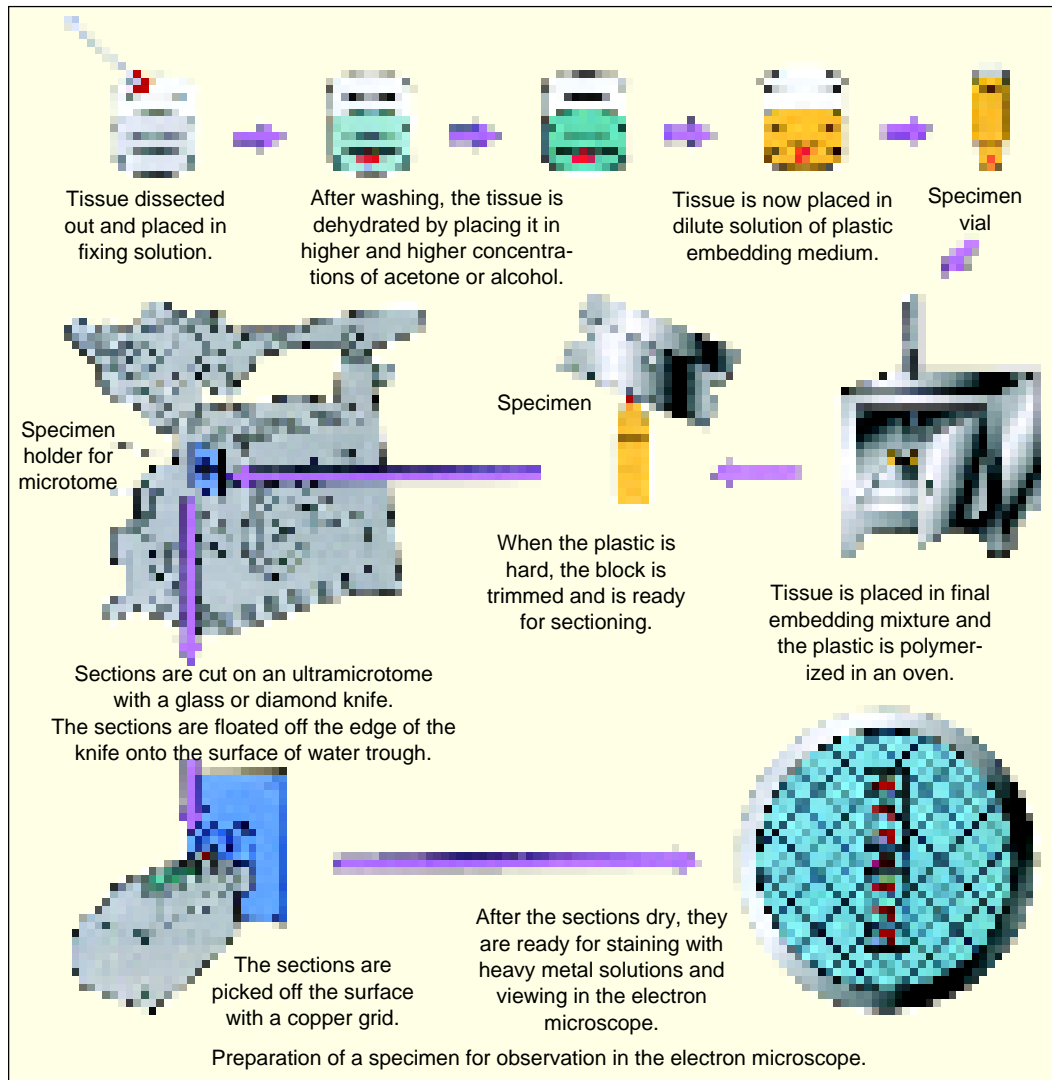 Tissue dissected
out and placed in
fixing solution.
After washing, the tissue is
dehydrated by placing it in
higher and higher concentra-
tions of acetone or alcohol.
Tissue is now placed in
dilute solution of plastic
embedding medium.
Specimen
vial
Specimen
holder for
microtome
Specimen
When the plastic is
hard, the block is
trimmed and is ready
for sectioning.
Tissue is placed in final
embedding mixture and
the plastic is polymer-
ized in an oven.
Sections are cut on an ultramicrotome
with a glass or diamond knife.
The sections are floated off the edge of the
knife onto the surface of water trough.
The sections are
picked off the surface
with a copper grid.
After the sections dry, they
are ready for staining with
heavy metal solutions and
viewing in the electron
microscope.
Preparation of a specimen for observation in the electron microscope.